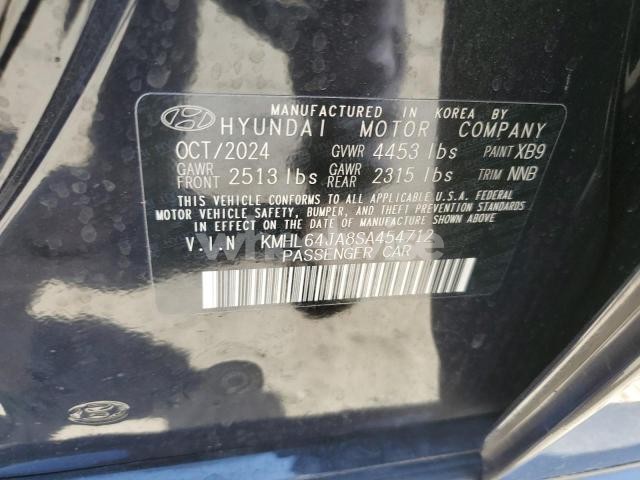 MANUFACTURED IN KOREA BY
HYUNDAI MOTOR COMPANY
OCT/2024 GVWR 4453 lbs PAINT XB9
GAWR FRONT 2513 lbs GAWR REAR 2315 lbs TRIM NNB
THIS VEHICLE CONFORMS TO ALL APPLICABLE U.S.A. FEDERAL
MOTOR VEHICLE SAFETY, BUMPER, AND THEFT PREVENTION STANDARDS
IN EFFECT ON THE DATE OF MANUFACTURE SHOWN ABOVE.
V.I.N KMHL64JA8SA454712
PASSENGER CAR